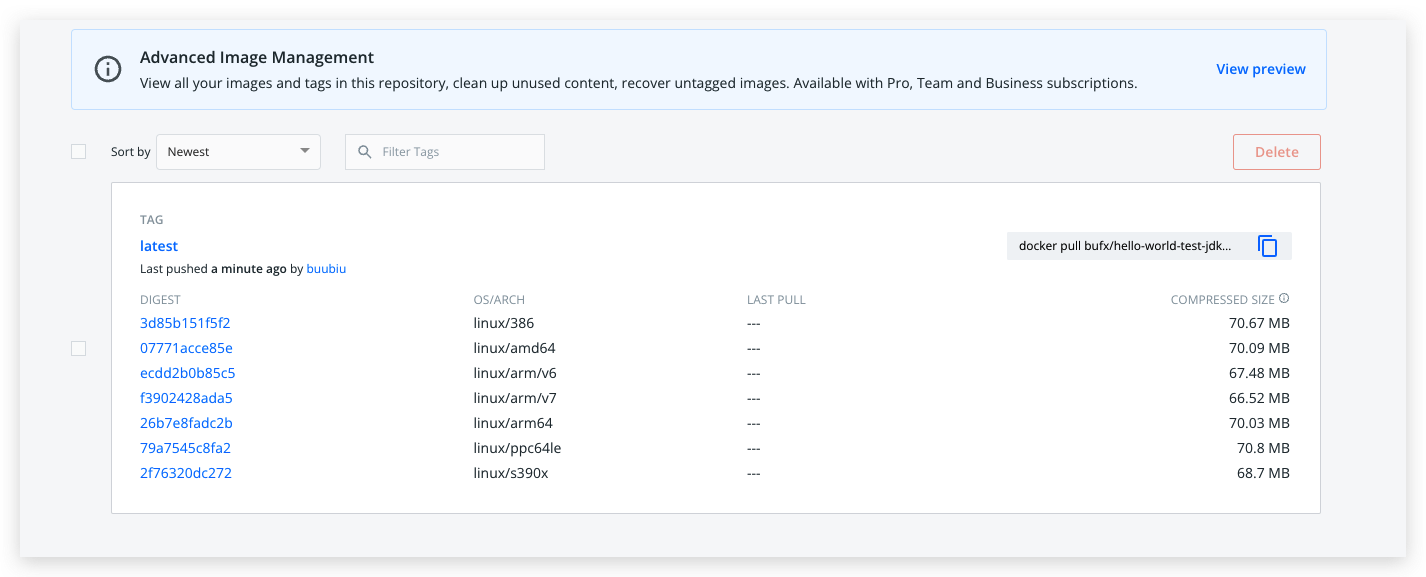 Advanced Image Management
View all your images and tags in this repository, clean up unused content, recover untagged images. Available with Pro, Team and Business subscriptions.
View preview
Sort by Newest Filter Tags Delete
TAG
latest
docker pull bufx/hello-world-test-jdk...
Last pushed a minute ago by buubiu
DIGEST OS/ARCH LAST PULL COMPRESSED SIZE
3d85b151f5f2 linux/386 --- 70.67 MB
07771acce85e linux/amd64 --- 70.09 MB
ecdd2b0b85c5 linux/arm/v6 --- 67.48 MB
f3902428ada5 linux/arm/v7 --- 66.52 MB
26b7e8fadc2b linux/arm64 --- 70.03 MB
79a7545c8fa2 linux/ppc64le --- 70.8 MB
2f76320dc272 linux/s390x --- 68.7 MB